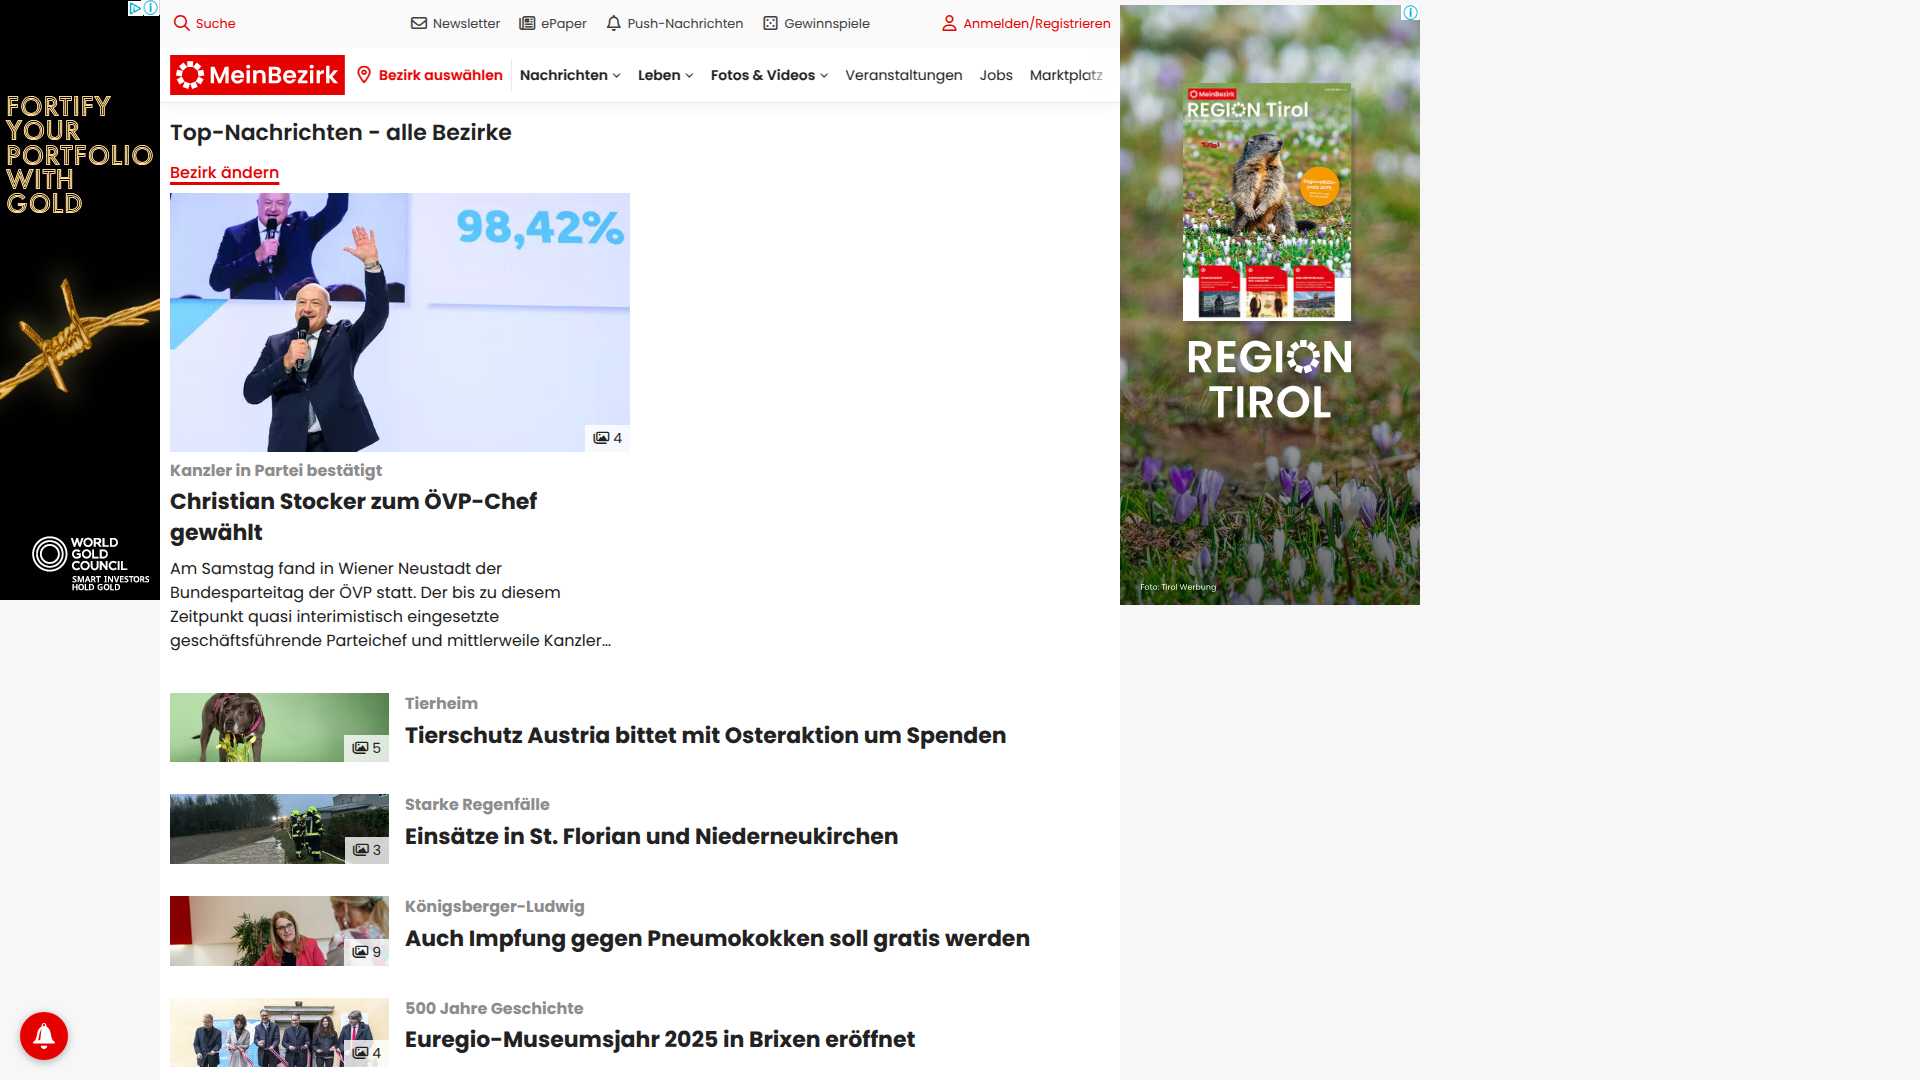 Suche
Newsletter
ePaper
Push-Nachrichten
Gewinnspiele
Anmelden/Registrieren
MeinBezirk
Bezirk auswählen
Nachrichten
Leben
Fotos & Videos
Veranstaltungen
Jobs
Marktplatz
FORTIFY
YOUR
PORTFOLIO
WITH
GOLD
WORLD
GOLD
COUNCIL
SMART INVESTORS
HOLD GOLD
Top-Nachrichten - alle Bezirke
Bezirk ändern
98,42%
4
Kanzler in Partei bestätigt
Christian Stocker zum ÖVP-Chef
gewählt
Am Samstag fand in Wiener Neustadt der
Bundesparteitag der ÖVP statt. Der bis zu diesem
Zeitpunkt quasi interimistisch eingesetzte
geschäftsführende Parteichef und mittlerweile Kanzler…
5
Tierheim
Tierschutz Austria bittet mit Osteraktion um Spenden
3
Starke Regenfälle
Einsätze in St. Florian und Niederneukirchen
9
Königsberger-Ludwig
Auch Impfung gegen Pneumokokken soll gratis werden
4
500 Jahre Geschichte
Euregio-Museumsjahr 2025 in Brixen eröffnet
MeinBezirk
REGION Tirol
REGION
TIROL
Foto: Tirol Werbung